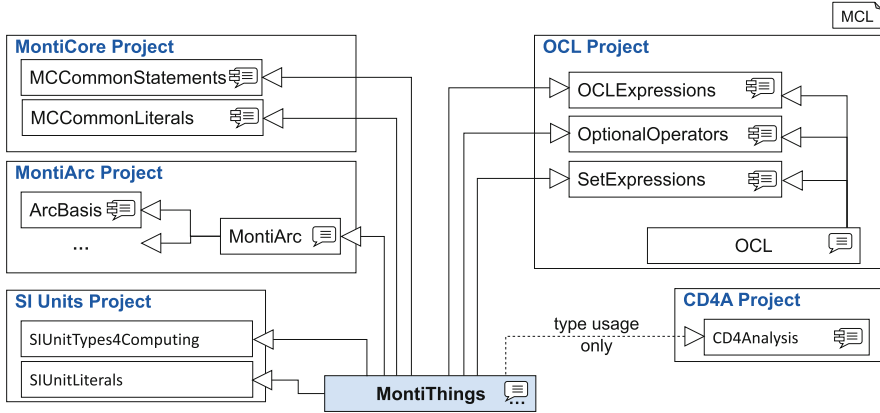 MCL
MontiCore Project
MCCommonStatements
MCCommonLiterals
MontiArc Project
ArcBasis
...
MontiArc
SI Units Project
SIUnitTypes4Computing
SIUnitLiterals
OCL Project
OCLExpressions
OptionalOperators
SetExpressions
OCL
CD4A Project
CD4Analysis
type usage
only
MontiThings
...